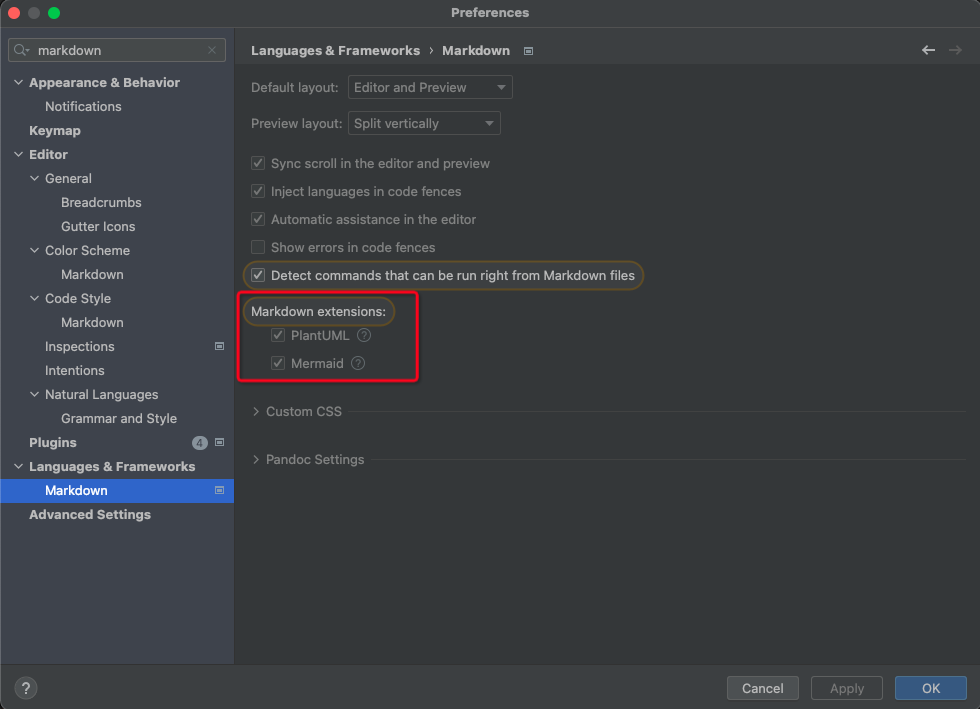 Preferences
markdown
Appearance & Behavior
Notifications
Keymap
Editor
General
Breadcrumbs
Gutter Icons
Color Scheme
Markdown
Code Style
Markdown
Inspections
Intentions
Natural Languages
Grammar and Style
Plugins 4
Languages & Frameworks
Markdown
Advanced Settings
Languages & Frameworks › Markdown
Default layout: Editor and Preview
Preview layout: Split vertically
Sync scroll in the editor and preview
Inject languages in code fences
Automatic assistance in the editor
Show errors in code fences
Detect commands that can be run right from Markdown files
Markdown extensions:
PlantUML ?
Mermaid ?
Custom CSS
Pandoc Settings
? Cancel Apply OK